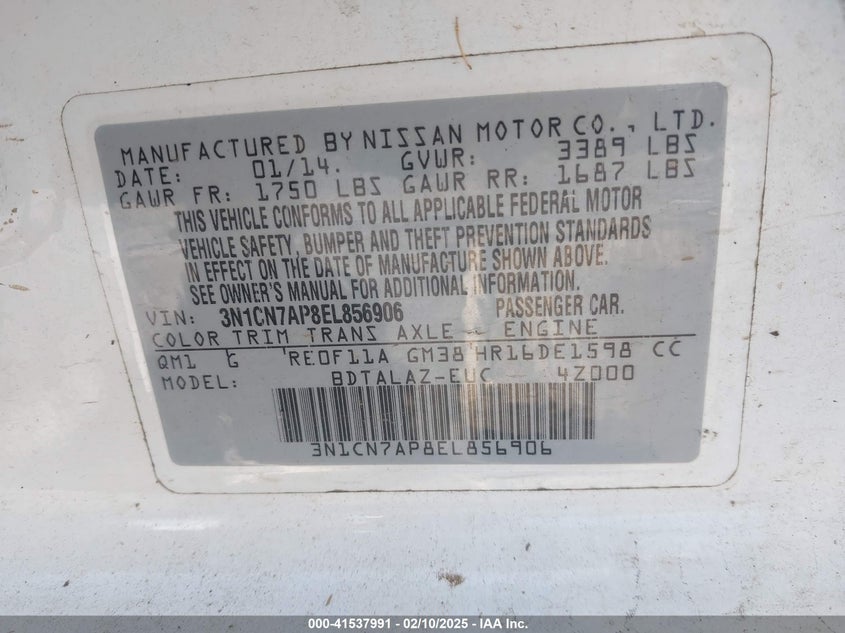 MANUFACTURED BY NISSAN MOTOR CO., LTD.
DATE: 01/14. GVWR: 3389 LBS
GAWR FR: 1750 LBS GAWR RR: 1687 LBS
THIS VEHICLE CONFORMS TO ALL APPLICABLE FEDERAL MOTOR
VEHICLE SAFETY, BUMPER AND THEFT PREVENTION STANDARDS
IN EFFECT ON THE DATE OF MANUFACTURE SHOWN ABOVE.
SEE OWNER'S MANUAL FOR ADDITIONAL INFORMATION.
VIN: 3N1CN7AP8EL856906 PASSENGER CAR.
COLOR TRIM TRANS AXLE ENGINE
QM1 G RE0F11A GM38 HR16DE1598 CC
MODEL: BDTALAZ-EUC 4Z000
3N1CN7AP8EL856906
000-41537991 / 02/10/2025 - IAA Inc.